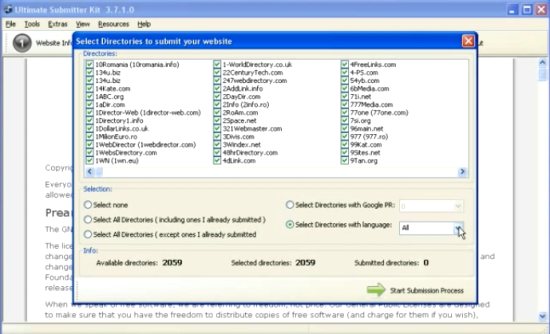 Ultimate Submitter Kit 3.7.1.0
File Tools Extras View Resources Help
Website Inf
ut
Select Directories to submit your website
Directories:
10Romania (10romania.info) 1-WorldDirectory.co.uk 4FreeLinks.com
134u.biz 22CenturyTech.com 4-PS.com
134u.biz 247webdirectory.com 54yb.com
14Kate.com 2AddLink.info 6bMedia.com
1ABC.org 2DayDir.com 71i.net
1aDir.com 2Info (2info.ro) 777Media.com
1Director-Web (1director-web.com) 2RoAm.com 77one (77one.com)
1Directory1.info 2Space.net 7si.org
1DollarLinks.co.uk 321Webmaster.com 96main.net
1MilionEuro 3Dvis.com 977 (977.ro)
1WebDirector (1webdirector.com) 3Windex.net 99Kat.com
1WebsDirectory.com 48hrDirectory.com 9Sites.net
1WN (1wn.eu) 4dLink.com 9Tan.org
Selection:
Select none
Select Directories with Google PR: 0
Select All Directories ( including ones I allready submitted )
Select Directories with language: All
Select All Directories ( except ones I allready submitted
Info:
Available directories: 2059 Selected directories: 2059 Submitted directories: 0
Start Submission Process
Copyrig
Everyo
allowe
Prear
The GN
The lice
change
change
Founda
release
and
When we speak of free software, we are referring to freedom, not price. Our General Public Licenses are designed
to make sure that you have the freedom to distribute copies of free software (and charge for them if you wish),